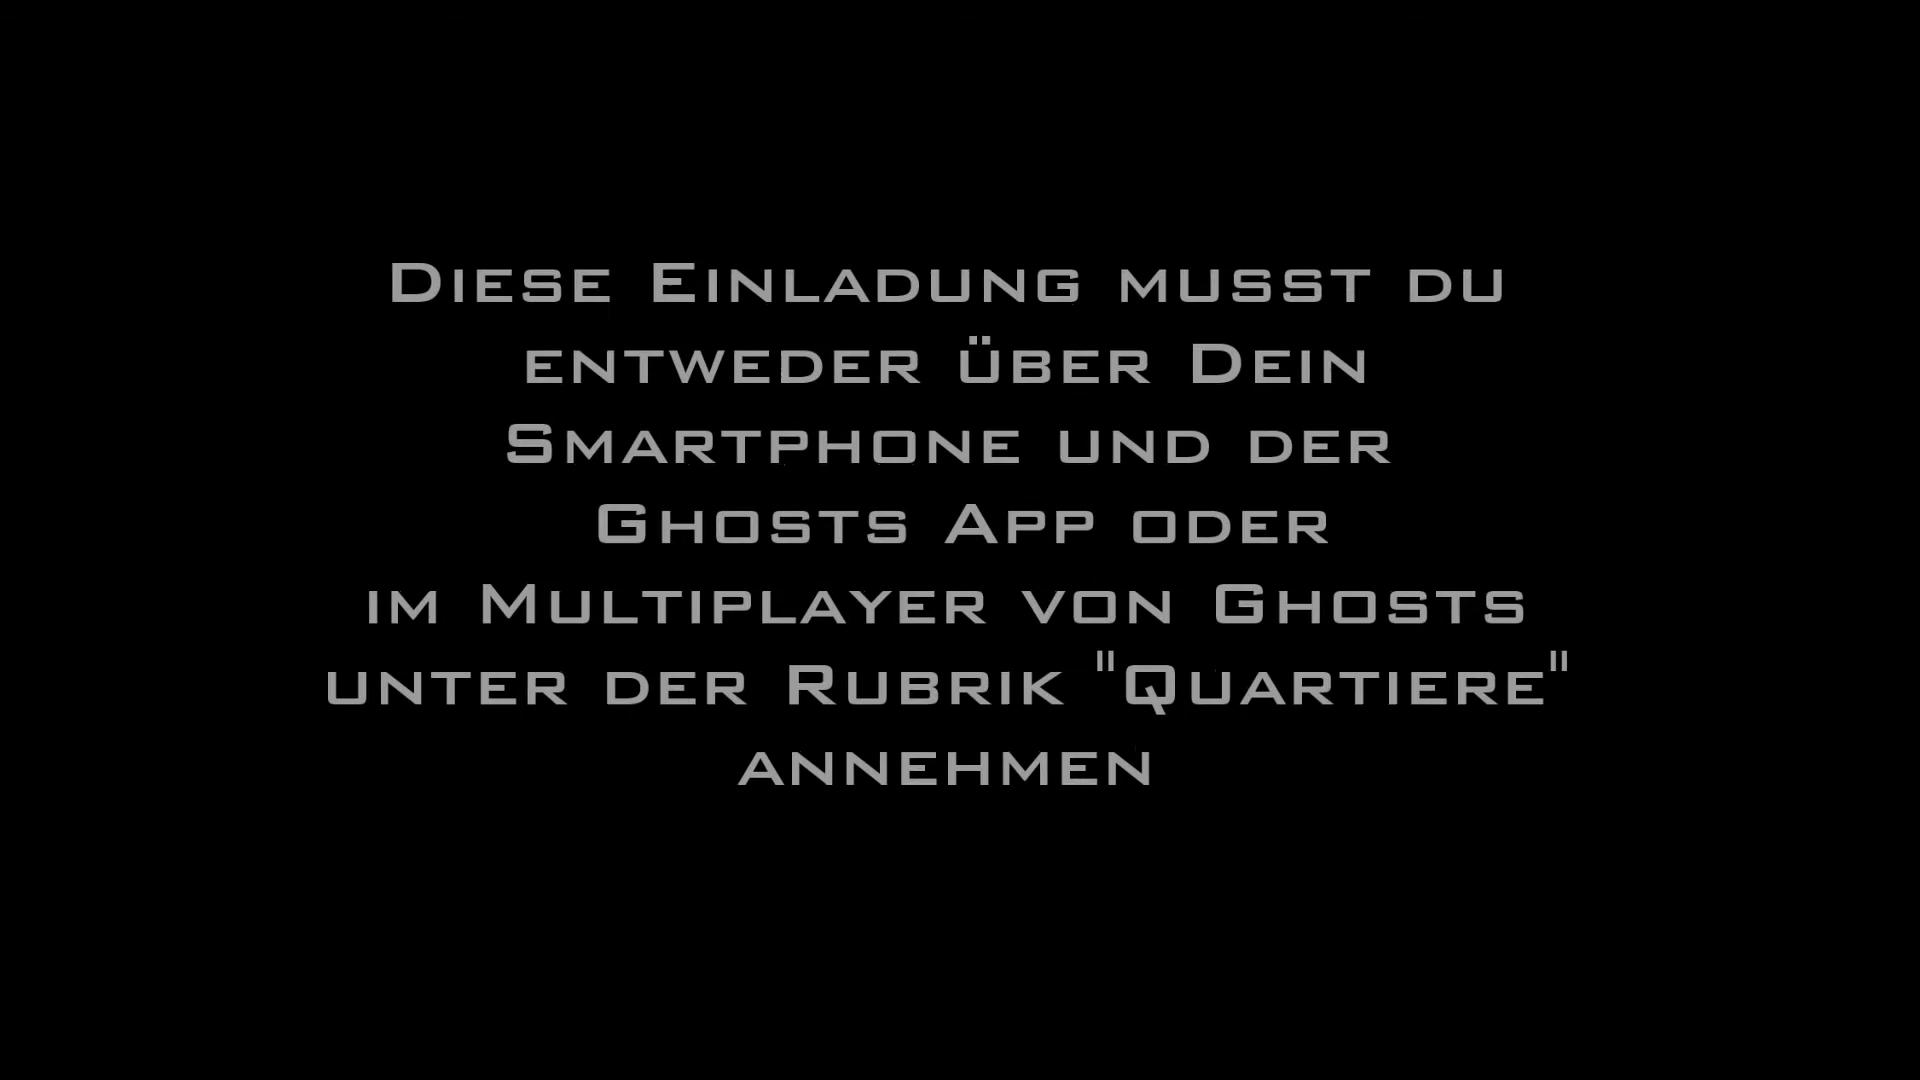 Diese Einladung musst du
entweder über Dein
Smartphone und der
Ghosts App oder
im Multiplayer von Ghosts
unter der Rubrik "Quartiere"
annehmen